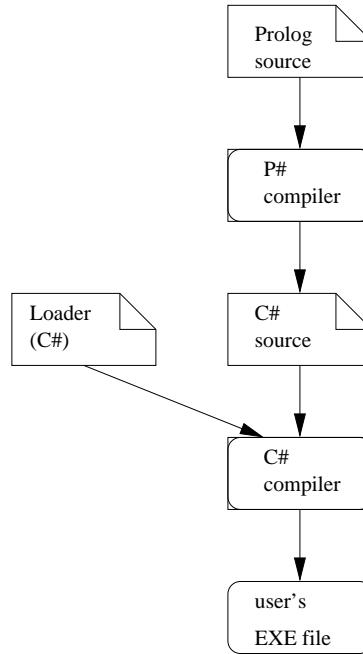 Prolog
source
P#
compiler
Loader
(C#)
C#
source
C#
compiler
user's
EXE file